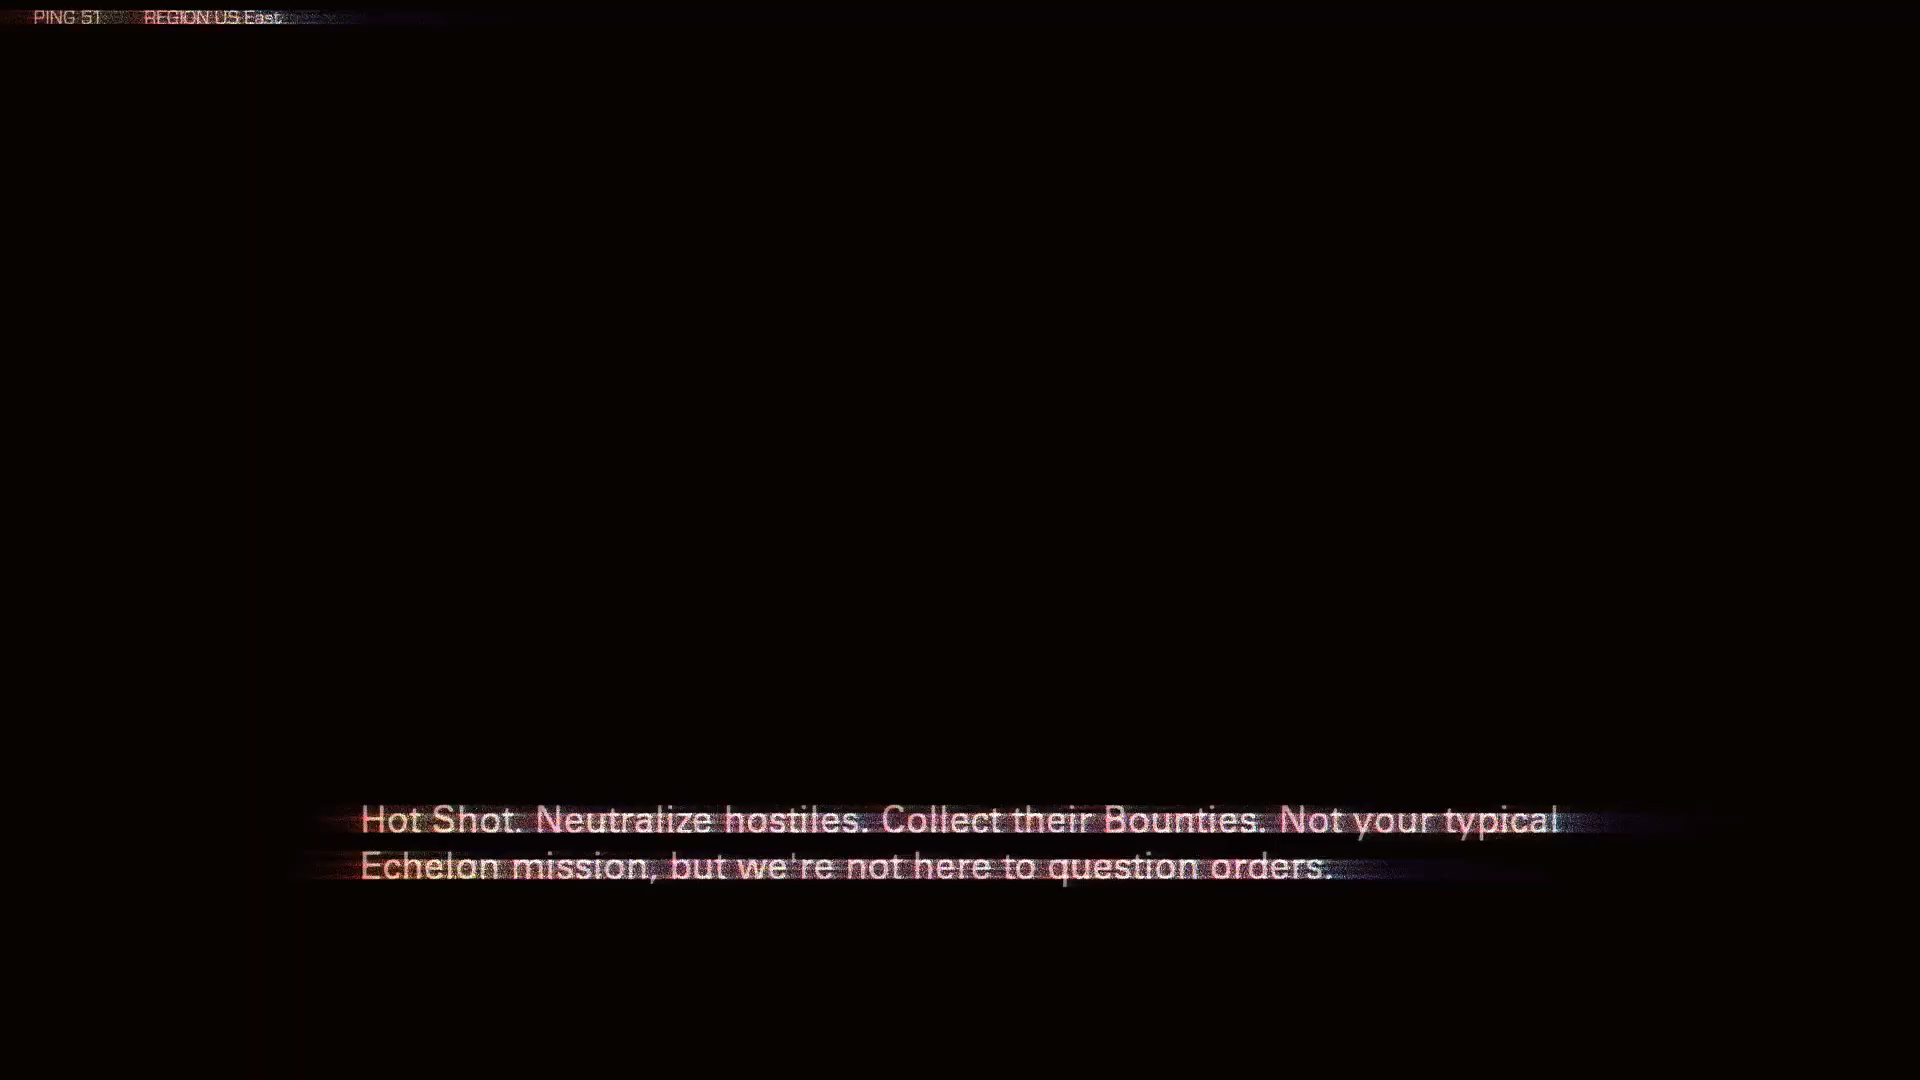 PING 51 REGION US East
Hot Shot. Neutralize hostiles. Collect their Bounties. Not your typical
Echelon mission, but we're not here to question orders.